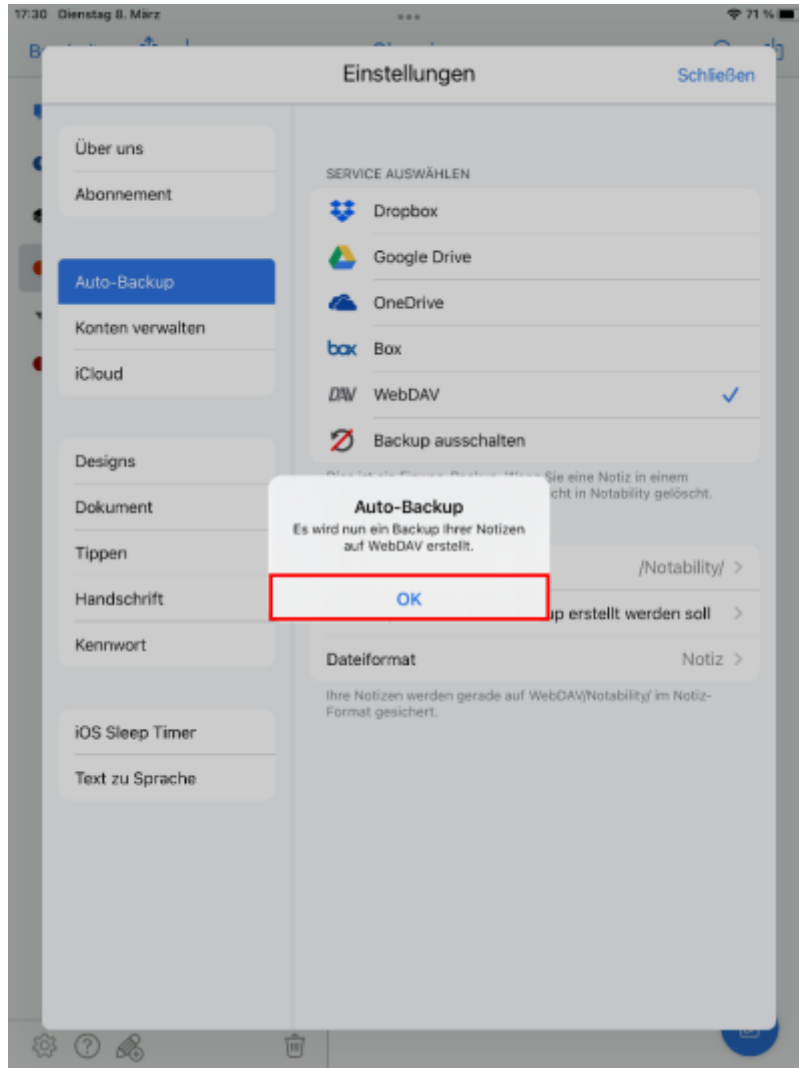 17:30 Dienstag 8. März
71 %
Einstellungen
Schließen
Über uns
Abonnement
Auto-Backup
Konten verwalten
iCloud
Designs
Dokument
Tippen
Handschrift
Kennwort
iOS Sleep Timer
Text zu Sprache
SERVICE AUSWÄHLEN
Dropbox
Google Drive
OneDrive
box Box
DAV WebDAV
Backup ausschalten
Sie eine Notiz in einem
cht in Notability gelöscht.
Auto-Backup
Es wird nun ein Backup Ihrer Notizen
auf WebDAV erstellt.
OK
/Notability/ >
up erstellt werden soll >
Dateiformat Notiz >
Ihre Notizen werden gerade auf WebDAV/Notability/ im Notiz-
Format gesichert.